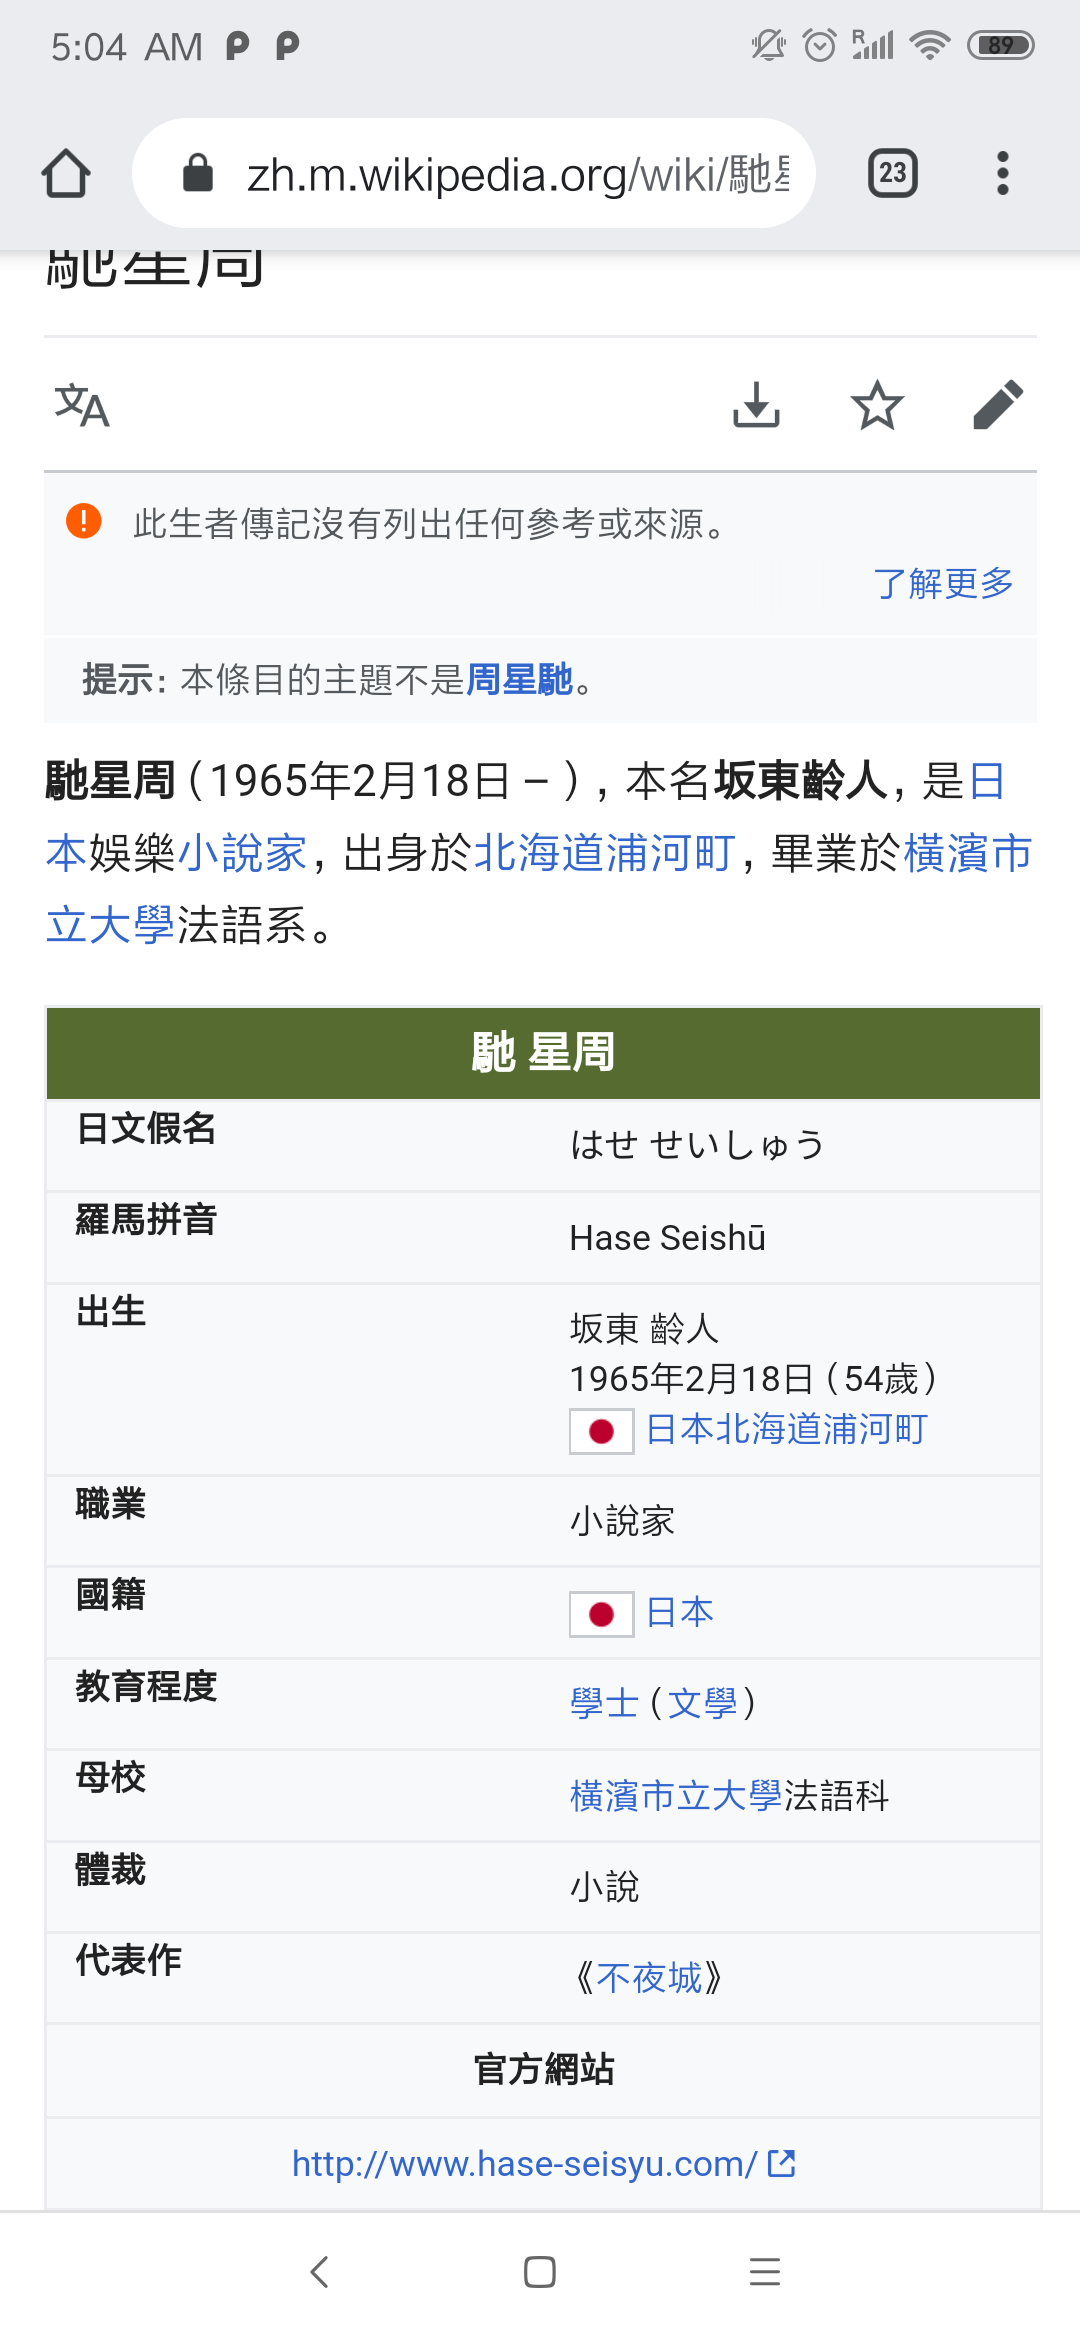 5:04 AM
R
89
zh.m.wikipedia.org/wiki/馳
23
馳星周
文A
此生者傳記沒有列出任何參考或來源。
了解更多
提示：本條目的主題不是周星馳。
馳星周（1965年2月18日 – ），本名坂東齡人，是日
本娛樂小說家，出身於北海道浦河町，畢業於橫濱市
立大學法語系。
馳 星周
日文假名
はせ せいしゅう
羅馬拼音
Hase Seishū
出生
坂東 齡人
1965年2月18日（54歲）
日本北海道浦河町
職業
小說家
國籍
日本
教育程度
學士（文學）
母校
橫濱市立大學法語科
體裁
小說
代表作
《不夜城》
官方網站
http://www.hase-seisyu.com/